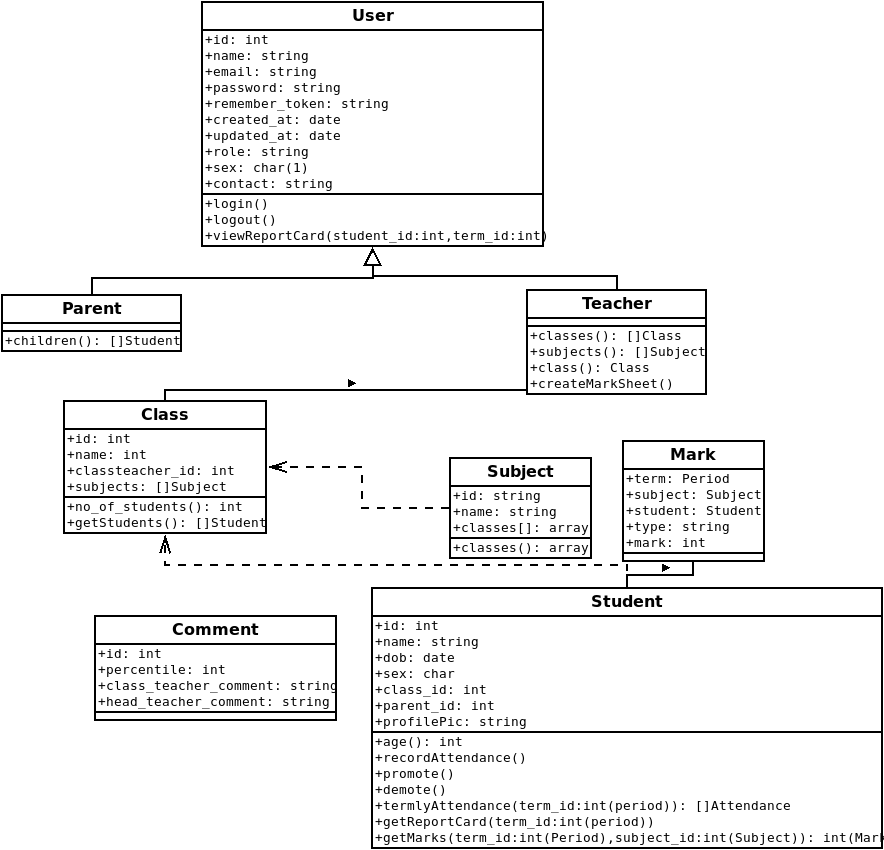 User
+id: int
+name: string
+email: string
+password: string
+remember_token: string
+created_at: date
+updated_at: date
+role: string
+sex: char(1)
+contact: string
+login()
+logout()
+viewReportCard(student_id:int,term_id:int)
Parent
+children(): []Student
Teacher
+classes(): []Class
+subjects(): []Subject
+class(): Class
+createMarkSheet()
Class
+id: int
+name: int
+classteacher_id: int
+subjects: []Subject
+no_of_students(): int
+getStudents(): []Student
Subject
+id: string
+name: string
+classes[]: array
+classes(): array
Mark
+term: Period
+subject: Subject
+student: Student
+type: string
+mark: int
Comment
+id: int
+percentile: int
+class_teacher_comment: string
+head_teacher_comment: string
Student
+id: int
+name: string
+dob: date
+sex: char
+class_id: int
+parent_id: int
+profilePic: string
+age(): int
+recordAttendance()
+promote()
+demote()
+termlyAttendance(term_id:int(period)): []Attendance
+getReportCard(term_id:int(period))
+getMarks(term_id:int(Period),subject_id:int(Subject)): int(Mark